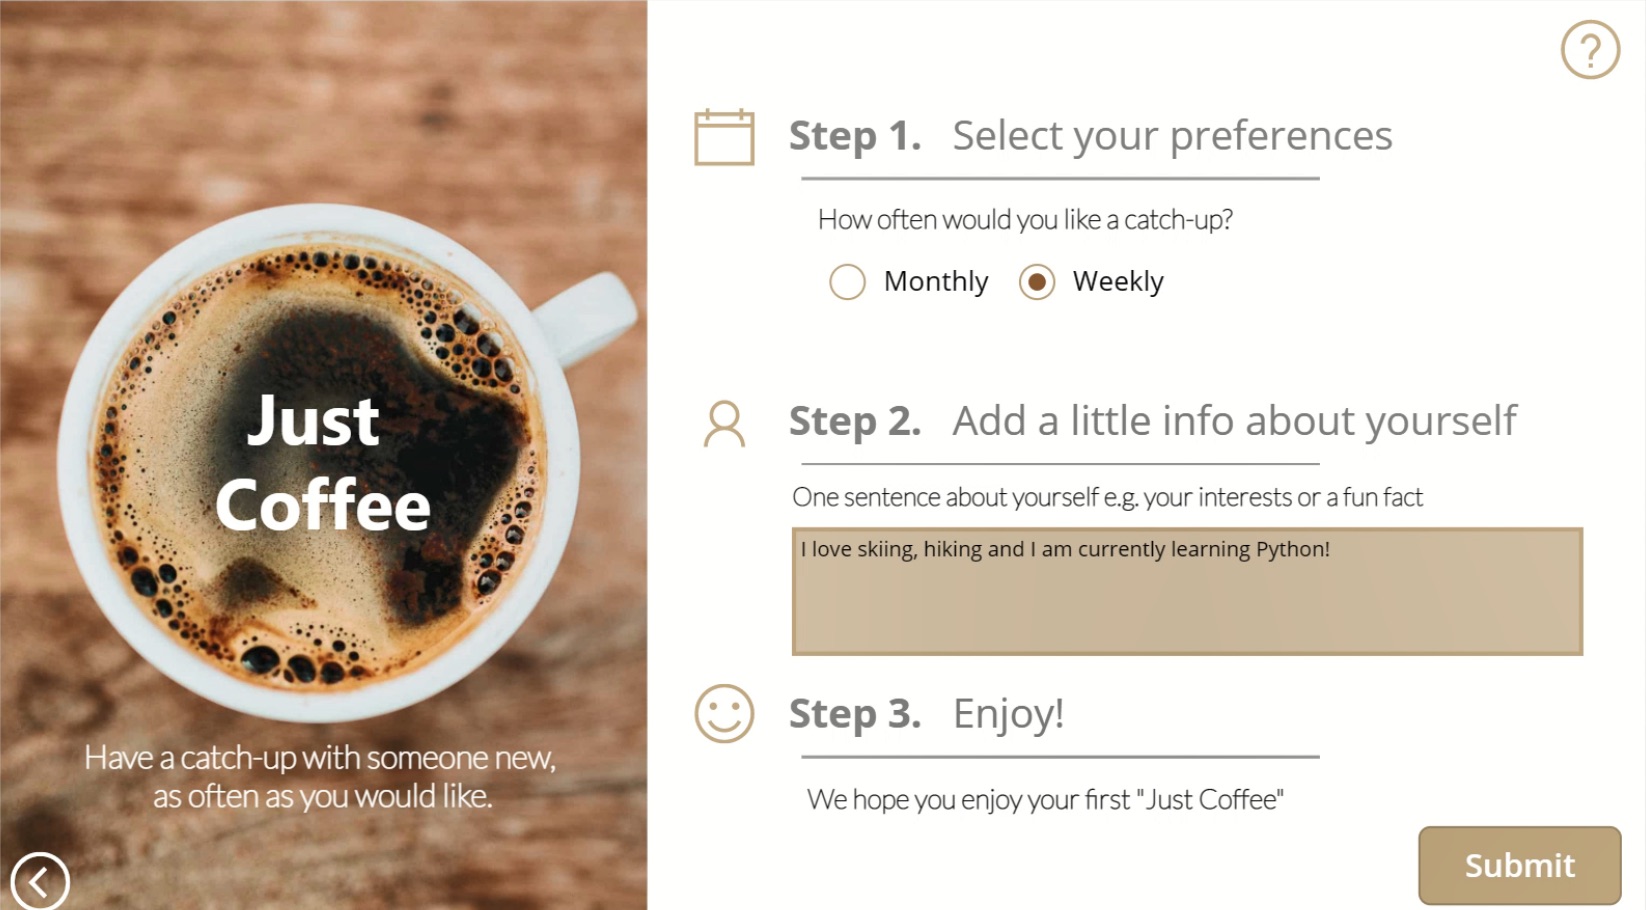 Just
Coffee
Have a catch-up with someone new,
as often as you would like.
?
Step 1. Select your preferences
How often would you like a catch-up?
Monthly Weekly
Step 2. Add a little info about yourself
One sentence about yourself e.g. your interests or a fun fact
I love skiing, hiking and I am currently learning Python!
Step 3. Enjoy!
We hope you enjoy your first "Just Coffee"
Submit